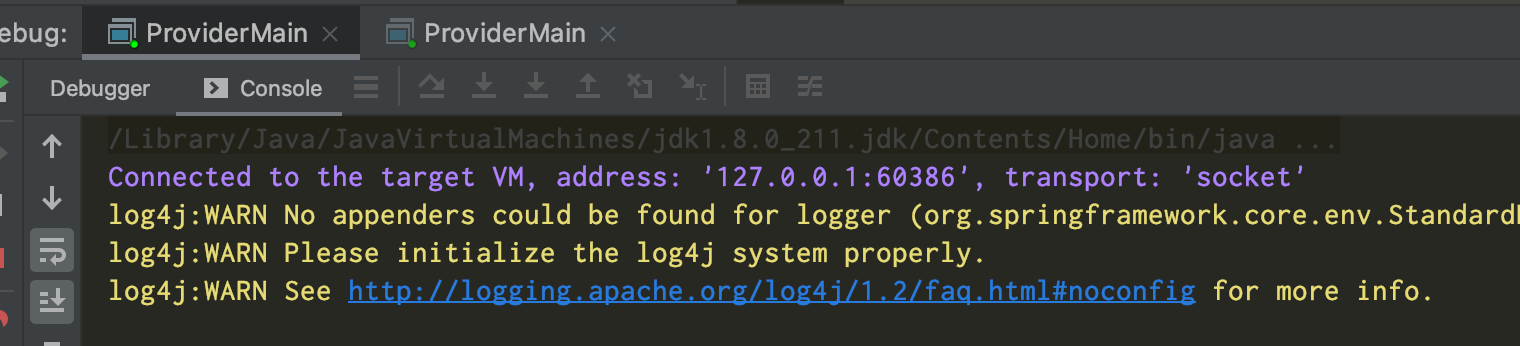 ebug:
ProviderMain
ProviderMain
Debugger
Console
/Library/Java/JavaVirtualMachines/jdk1.8.0_211.jdk/Contents/Home/bin/java ...
Connected to the target VM, address: '127.0.0.1:60386', transport: 'socket'
log4j:WARN No appenders could be found for logger (org.springframework.core.env.Standard
log4j:WARN Please initialize the log4j system properly.
log4j:WARN See http://logging.apache.org/log4j/1.2/faq.html#noconfig for more info.